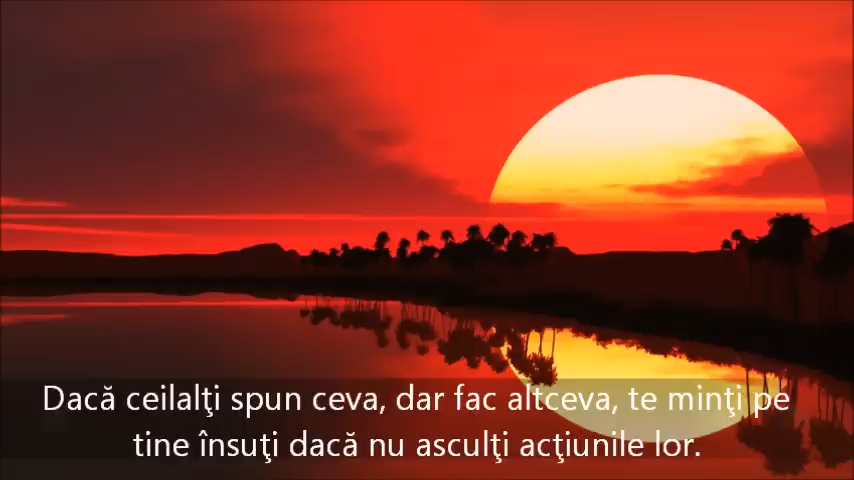 Dacă ceilalţi spun ceva, dar fac altceva, te minţi pe
tine însuţi dacă nu asculţi acţiunile lor.